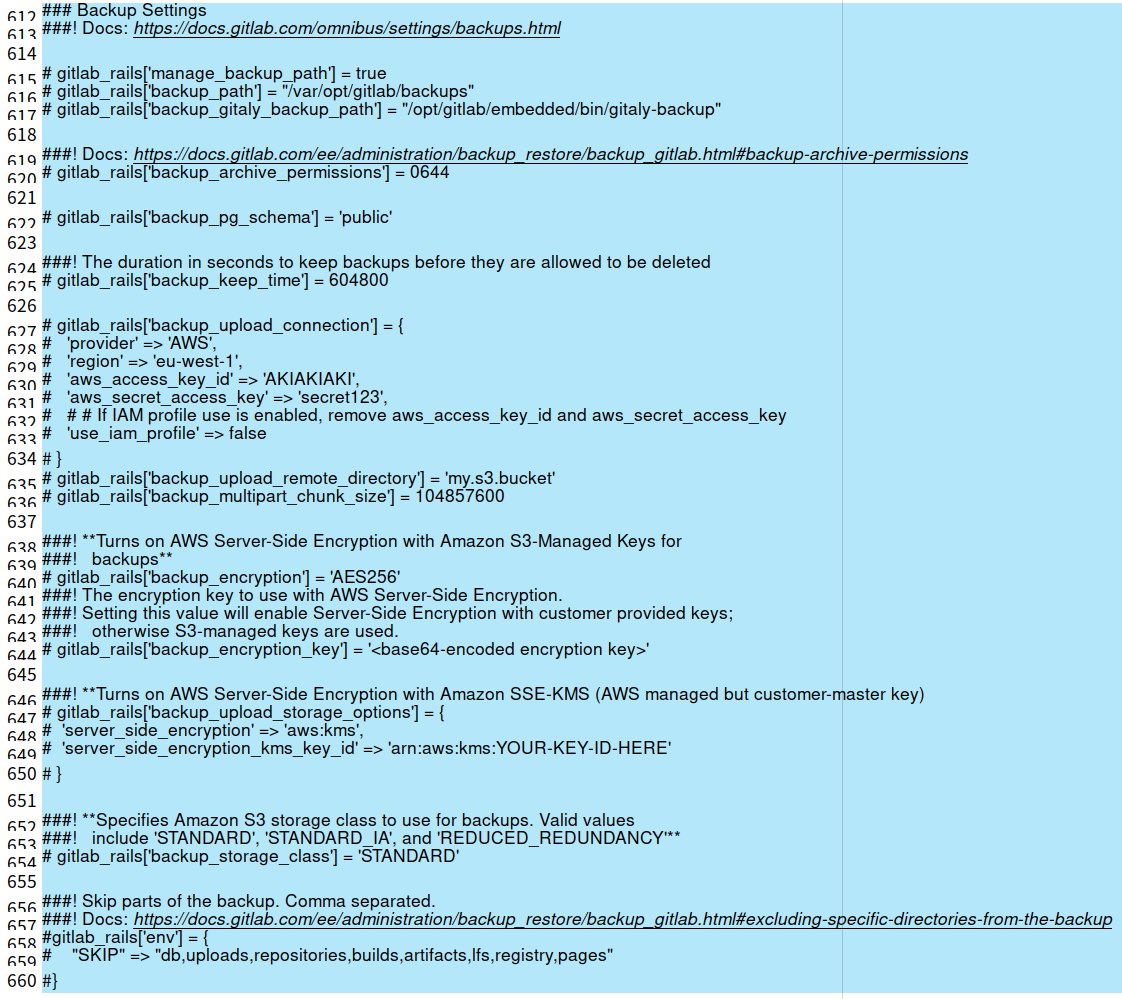 612 ### Backup Settings
613 ###! Docs: https://docs.gitlab.com/omnibus/settings/backups.html
614
615 # gitlab_rails['manage_backup_path'] = true
616 # gitlab_rails['backup_path'] = "/var/opt/gitlab/backups"
617 # gitlab_rails['backup_gitaly_backup_path'] = "/opt/gitlab/embedded/bin/gitaly-backup"
618
619 ###! Docs: https://docs.gitlab.com/ee/administration/backup_restore/backup_gitlab.html#backup-archive-permissions
620 # gitlab_rails['backup_archive_permissions'] = 0644
621
622 # gitlab_rails['backup_pg_schema'] = 'public'
623
624 ###! The duration in seconds to keep backups before they are allowed to be deleted
625 # gitlab_rails['backup_keep_time'] = 604800
626
627 # gitlab_rails['backup_upload_connection'] = {
628 #   'provider' => 'AWS',
629 #   'region' => 'eu-west-1',
630 #   'aws_access_key_id' => 'AKIAKIAKI',
631 #   'aws_secret_access_key' => 'secret123',
632 #   # # If IAM profile use is enabled, remove aws_access_key_id and aws_secret_access_key
633 #   'use_iam_profile' => false
634 # }
635 # gitlab_rails['backup_upload_remote_directory'] = 'my.s3.bucket'
636 # gitlab_rails['backup_multipart_chunk_size'] = 104857600
637
638 ###! **Turns on AWS Server-Side Encryption with Amazon S3-Managed Keys for
639 ###!   backups**
640 # gitlab_rails['backup_encryption'] = 'AES256'
641 ###! The encryption key to use with AWS Server-Side Encryption.
642 ###! Setting this value will enable Server-Side Encryption with customer provided keys;
643 ###!   otherwise S3-managed keys are used.
644 # gitlab_rails['backup_encryption_key'] = '<base64-encoded encryption key>'
645
646 ###! **Turns on AWS Server-Side Encryption with Amazon SSE-KMS (AWS managed but customer-master key)
647 # gitlab_rails['backup_upload_storage_options'] = {
648 #  'server_side_encryption' => 'aws:kms',
649 #  'server_side_encryption_kms_key_id' => 'arn:aws:kms:YOUR-KEY-ID-HERE'
650 # }
651
652 ###! **Specifies Amazon S3 storage class to use for backups. Valid values
653 ###!   include 'STANDARD', 'STANDARD_IA', and 'REDUCED_REDUNDANCY'**
654 # gitlab_rails['backup_storage_class'] = 'STANDARD'
655
656 ###! Skip parts of the backup. Comma separated.
657 ###! Docs: https://docs.gitlab.com/ee/administration/backup_restore/backup_gitlab.html#excluding-specific-directories-from-the-backup
658 #gitlab_rails['env'] = {
659 #    "SKIP" => "db,uploads,repositories,builds,artifacts,lfs,registry,pages"
660 #}